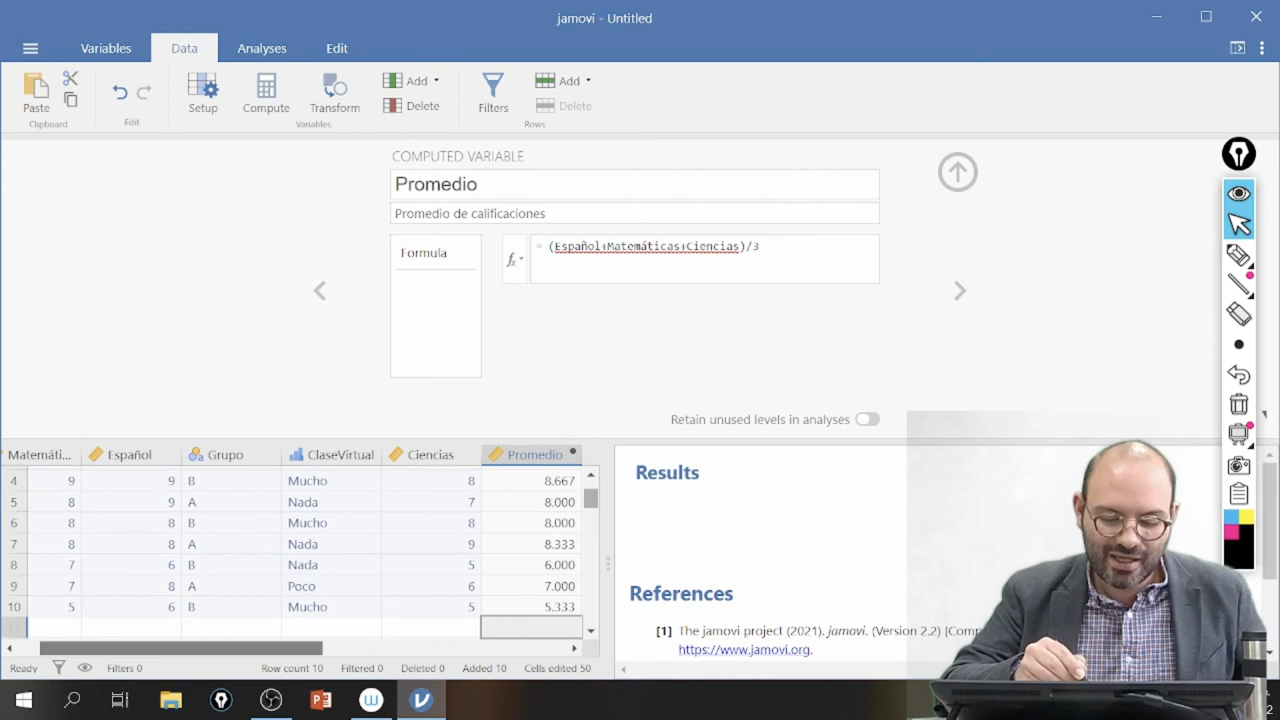 jamovi - Untitled
Variables Data Analyses Edit
Paste Setup Compute Transform Add Delete Filters Add Delete
Clipboard Edit Variables Rows
COMPUTED VARIABLE
Promedio
Promedio de calificaciones
Formula
fx = (Español+Matemáticas+Ciencias)/3
Retain unused levels in analyses
Matemáti... Español Grupo ClaseVirtual Ciencias Promedio
4 9 9 B Mucho 8 8.667
5 8 9 A Nada 7 8.000
6 8 8 B Mucho 8 8.000
7 8 8 A Nada 9 8.333
8 7 6 B Nada 5 6.000
9 7 8 A Poco 6 7.000
10 5 6 B Mucho 5 5.333
Ready Filters 0 Row count 10 Filtered 0 Deleted 0 Added 10 Cells edited 50
Results
References
[1] The jamovi project (2021). jamovi. (Version 2.2) [Comp
https://www.jamovi.org.